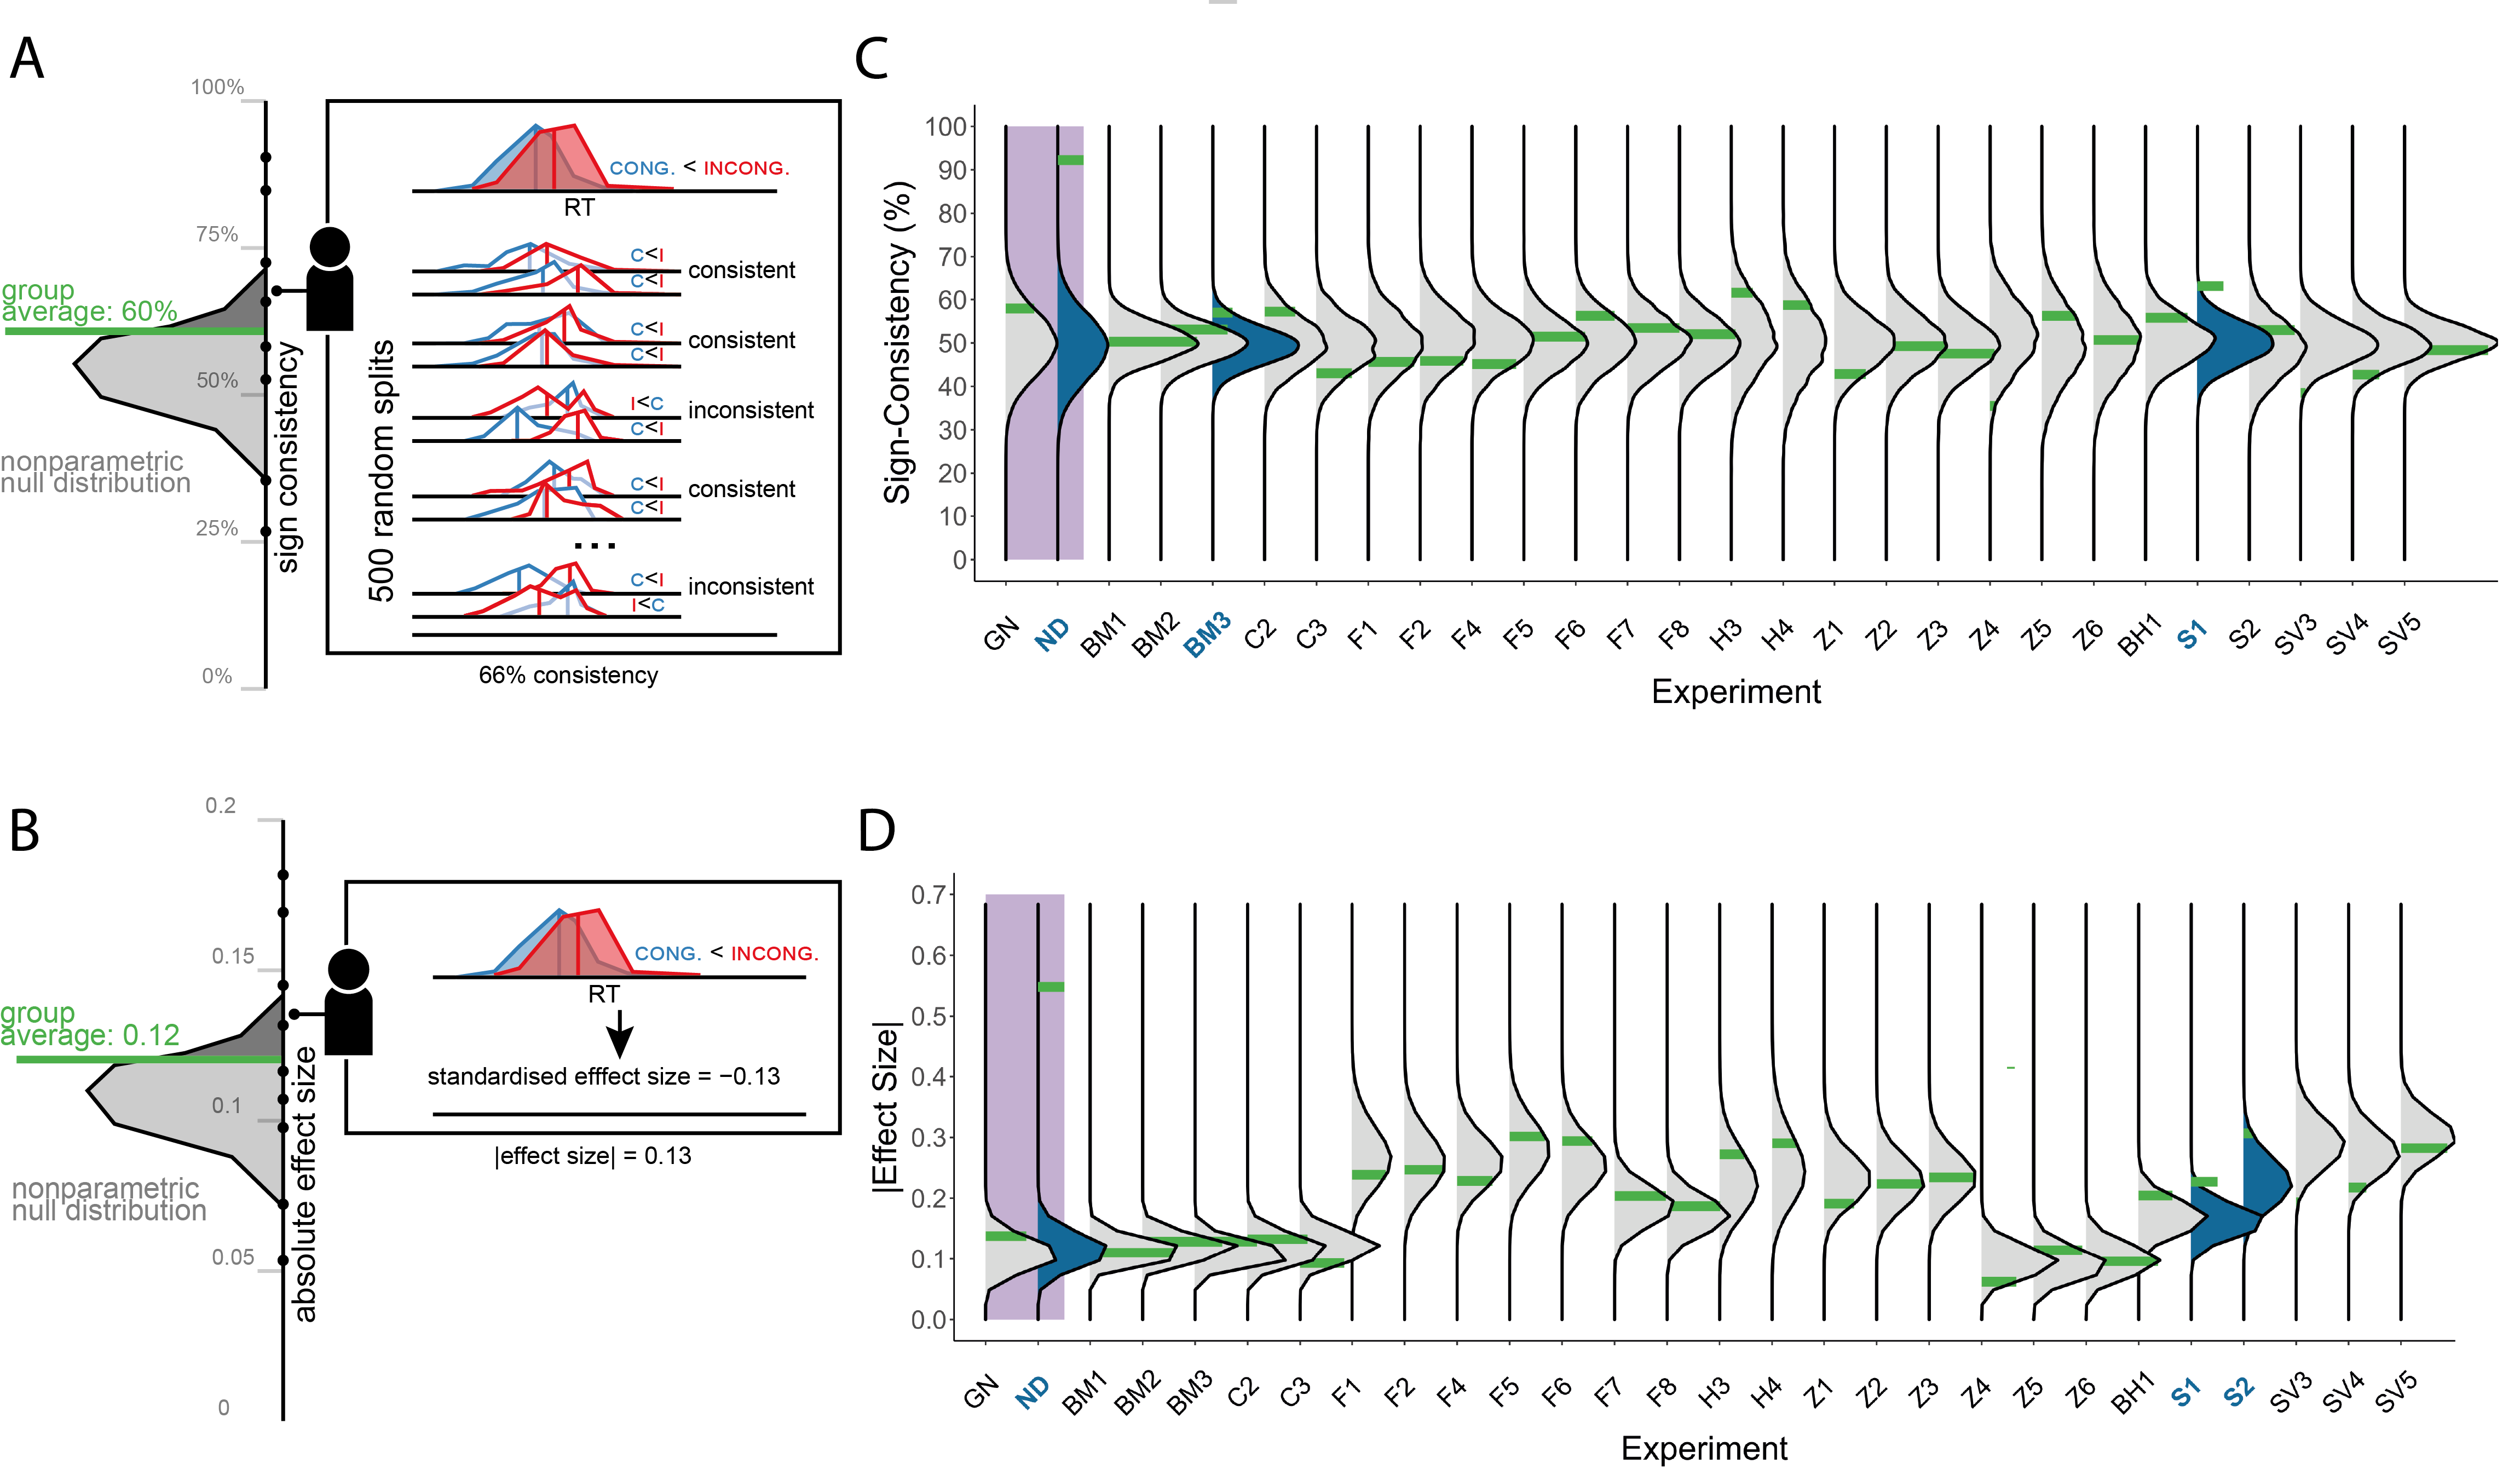 A
100%
75%
50%
25%
0%
group
average: 60%
nonparametric
null distribution
sign consistency
500 random splits
CONG. < INCONG.
RT
C<I
C<I
consistent
C<I
C<I
consistent
I<C
C<I
inconsistent
C<I
C<I
consistent
...
C<I
I<C
inconsistent
66% consistency
C
Sign-Consistency (%)
100
90
80
70
60
50
40
30
20
10
0
GN
ND
BM1
BM2
BM3
C2
C3
F1
F2
F4
F5
F6
F7
F8
H3
H4
Z1
Z2
Z3
Z4
Z5
Z6
BH1
S1
S2
SV3
SV4
SV5
Experiment
B
0.2
0.15
0.1
0.05
0
group
average: 0.12
nonparametric
null distribution
absolute effect size
CONG. < INCONG.
RT
standardised efffect size = −0.13
|effect size| = 0.13
D
|Effect Size|
0.7
0.6
0.5
0.4
0.3
0.2
0.1
0.0
GN
ND
BM1
BM2
BM3
C2
C3
F1
F2
F4
F5
F6
F7
F8
H3
H4
Z1
Z2
Z3
Z4
Z5
Z6
BH1
S1
S2
SV3
SV4
SV5
Experiment